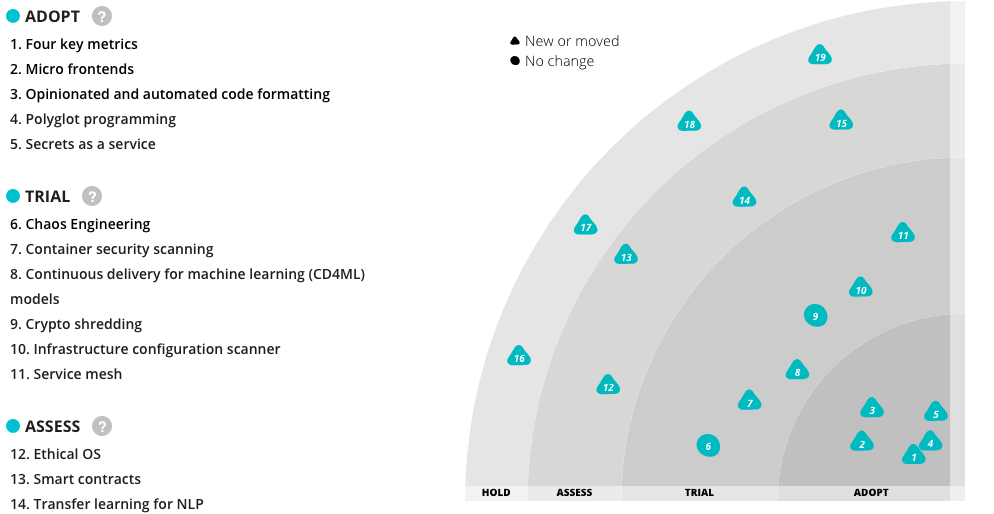 ADOPT ?
1. Four key metrics
2. Micro frontends
3. Opinionated and automated code formatting
4. Polyglot programming
5. Secrets as a service
TRIAL ?
6. Chaos Engineering
7. Container security scanning
8. Continuous delivery for machine learning (CD4ML)
models
9. Crypto shredding
10. Infrastructure configuration scanner
11. Service mesh
ASSESS ?
12. Ethical OS
13. Smart contracts
14. Transfer learning for NLP
New or moved
No change
19
18
15
14
17
11
13
10
9
16
8
12
7
3
5
6
2
4
1
HOLD
ASSESS
TRIAL
ADOPT